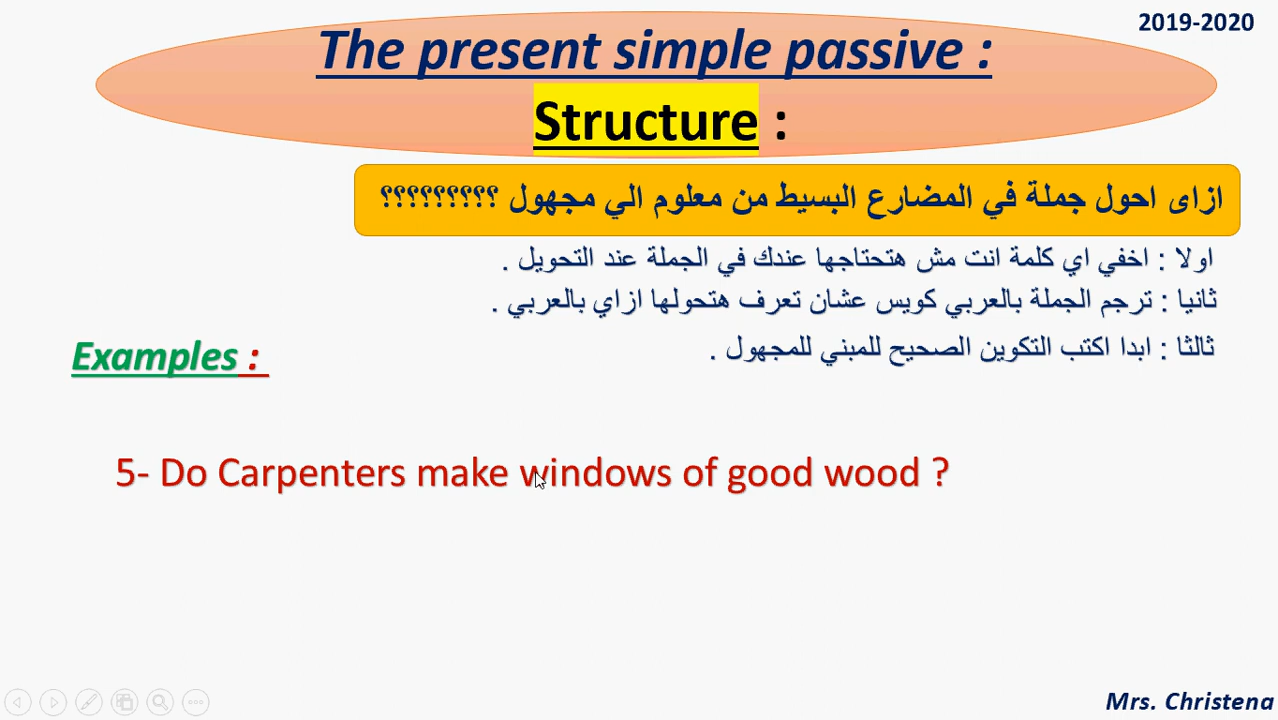 2019-2020
The present simple passive :
Structure :
ازاى احول جملة في المضارع البسيط من معلوم الي مجهول ؟؟؟؟؟؟؟؟؟
اولا : اخفي اي كلمة انت مش هتحتاجها عندك في الجملة عند التحويل .
ثانيا : ترجم الجملة بالعربي كويس عشان تعرف هتحولها ازاي بالعربي .
ثالثا : ابدا اكتب التكوين الصحيح للمبني للمجهول .
Examples :
5- Do Carpenters make windows of good wood ?
Mrs. Christena